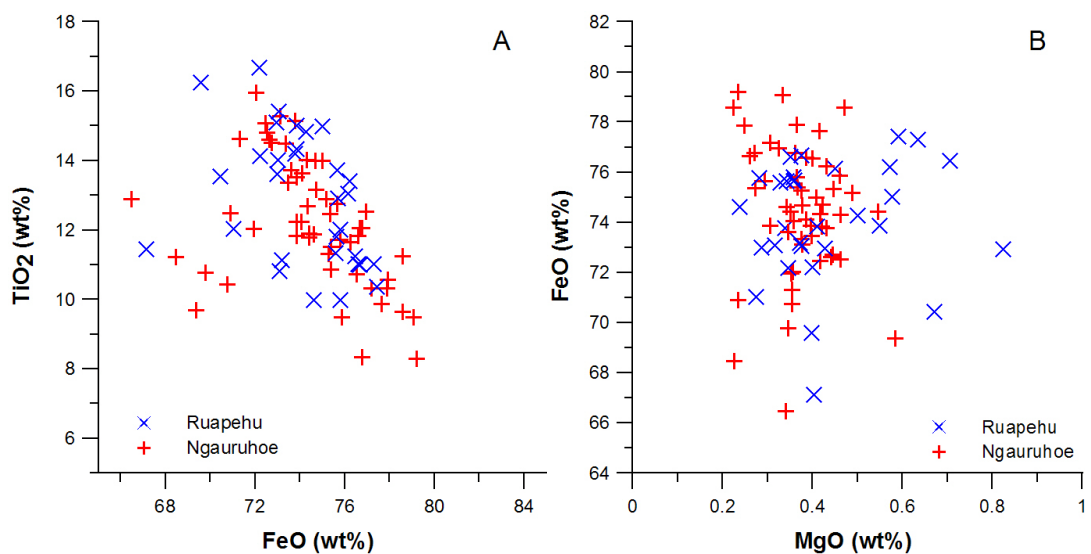 18
16
14
12
10
8
6
TiO2 (wt%)
A
Ruapehu
Ngauruhoe
68
72
76
80
84
FeO (wt%)
82
80
78
76
74
72
70
68
66
64
FeO (wt%)
B
Ruapehu
Ngauruhoe
0
0.2
0.4
0.6
0.8
1
MgO (wt%)